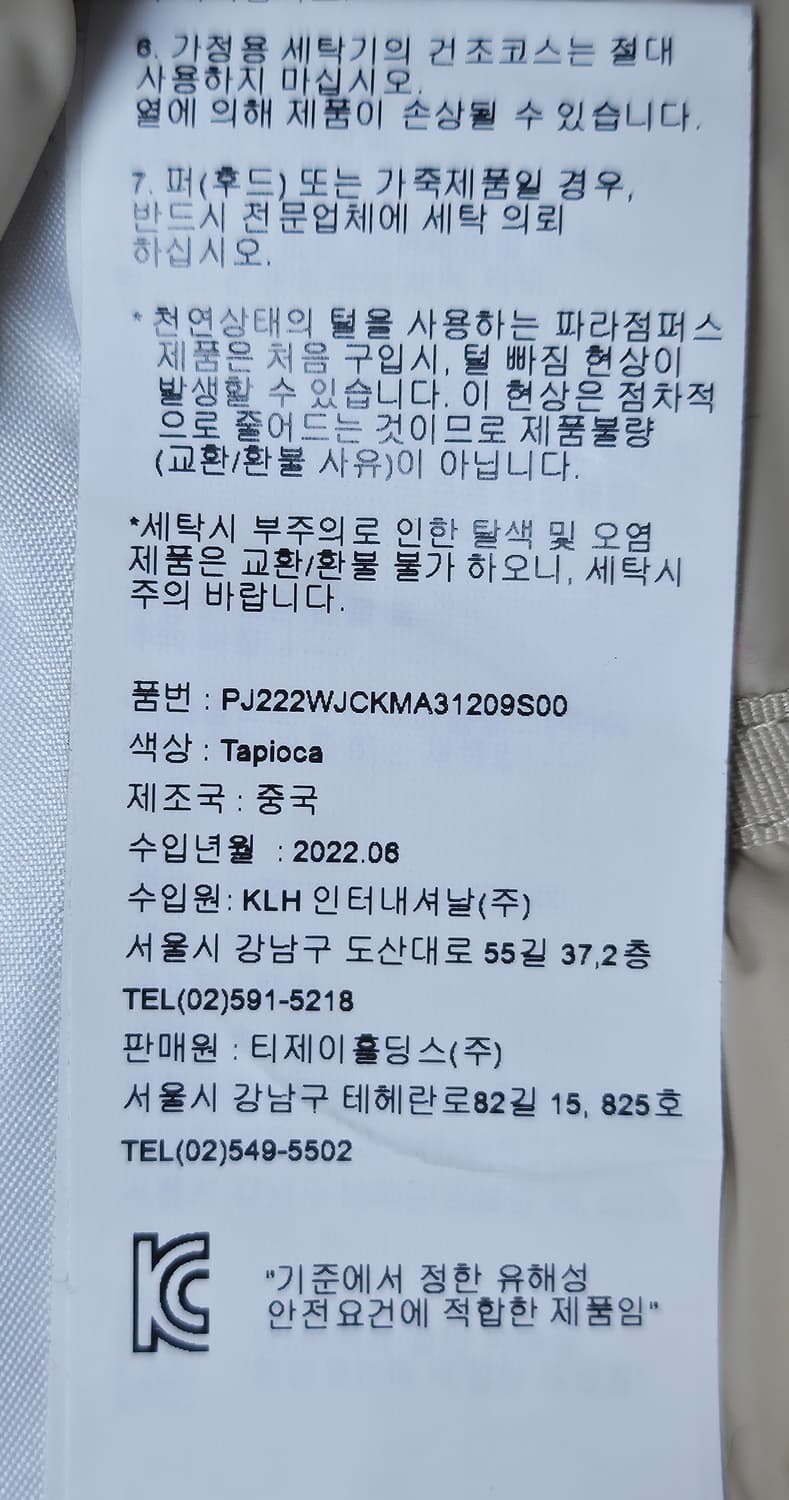 6. 가정용 세탁기의 건조코스는 절대
사용하지 마십시오.
열에 의해 제품이 손상될 수 있습니다.
7. 퍼(후드) 또는 가죽제품일 경우,
반드시 전문업체에 세탁 의뢰
하십시오.
* 천연상태의 털을 사용하는 파라점퍼스
제품은 처음 구입시, 털 빠짐 현상이
발생할 수 있습니다. 이 현상은 점차적
으로 줄어드는 것이므로 제품불량
(교환/환불 사유)이 아닙니다.
*세탁시 부주의로 인한 탈색 및 오염
제품은 교환/환불 불가 하오니, 세탁시
주의 바랍니다.
품번 : PJ222WJCKMA31209S00
색상 : Tapioca
제조국 : 중국
수입년월 : 2022.06
수입원: KLH 인터내셔날(주)
서울시 강남구 도산대로 55길 37,2층
TEL(02)591-5218
판매원 : 티제이홀딩스(주)
서울시 강남구 테헤란로82길 15, 825호
TEL(02)549-5502
KC
"기준에서 정한 유해성
안전요건에 적합한 제품임"